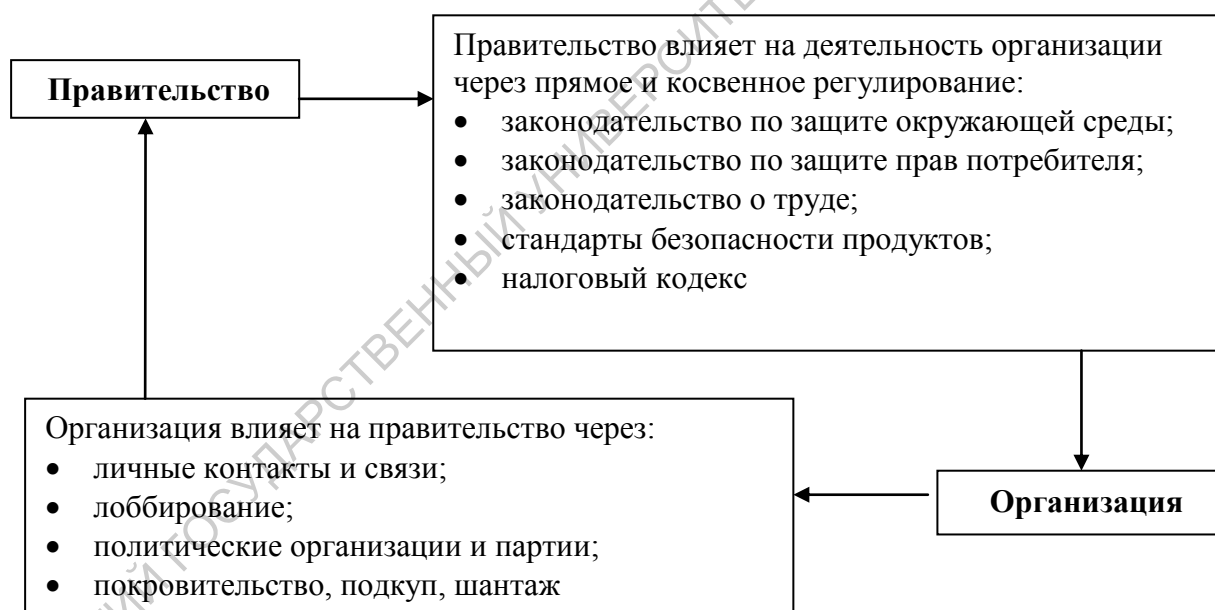 Правительство
Правительство влияет на деятельность организации
через прямое и косвенное регулирование:
• законодательство по защите окружающей среды;
• законодательство по защите прав потребителя;
• законодательство о труде;
• стандарты безопасности продуктов;
• налоговый кодекс
Организация влияет на правительство через:
• личные контакты и связи;
• лоббирование;
• политические организации и партии;
• покровительство, подкуп, шантаж
Организация
ГОСУДАРСТВЕННЫЙ